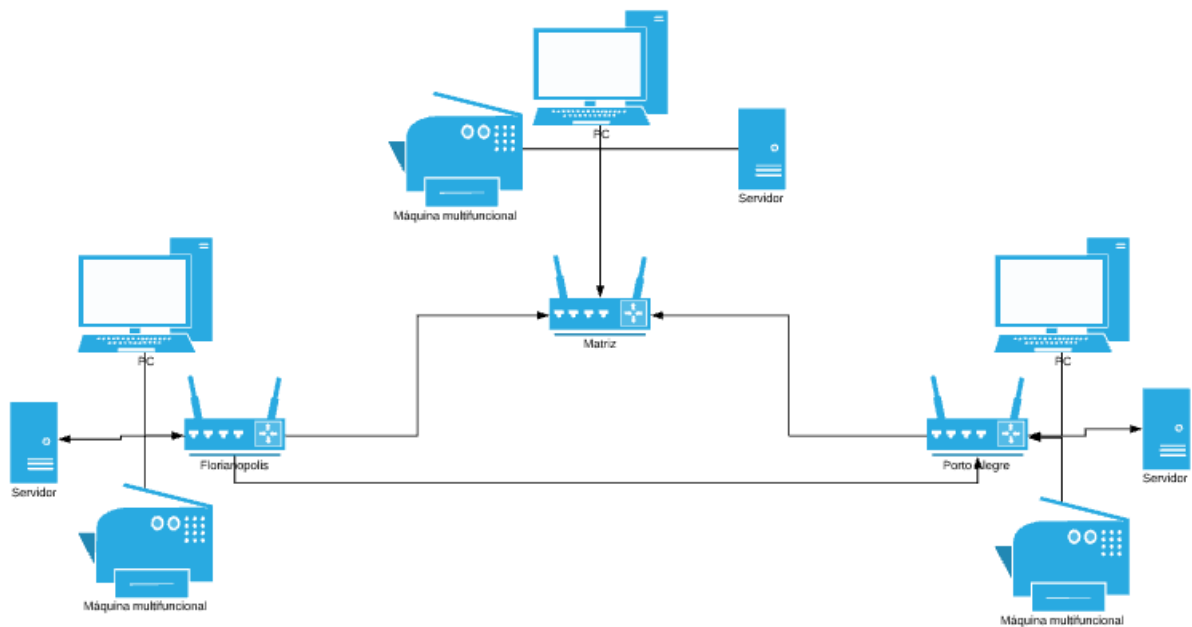 PC
Máquina multifuncional
Servidor
Matriz
PC
PC
Florianopolis
Porto Alegre
Servidor
Servidor
Máquina multifuncional
Máquina multifuncional